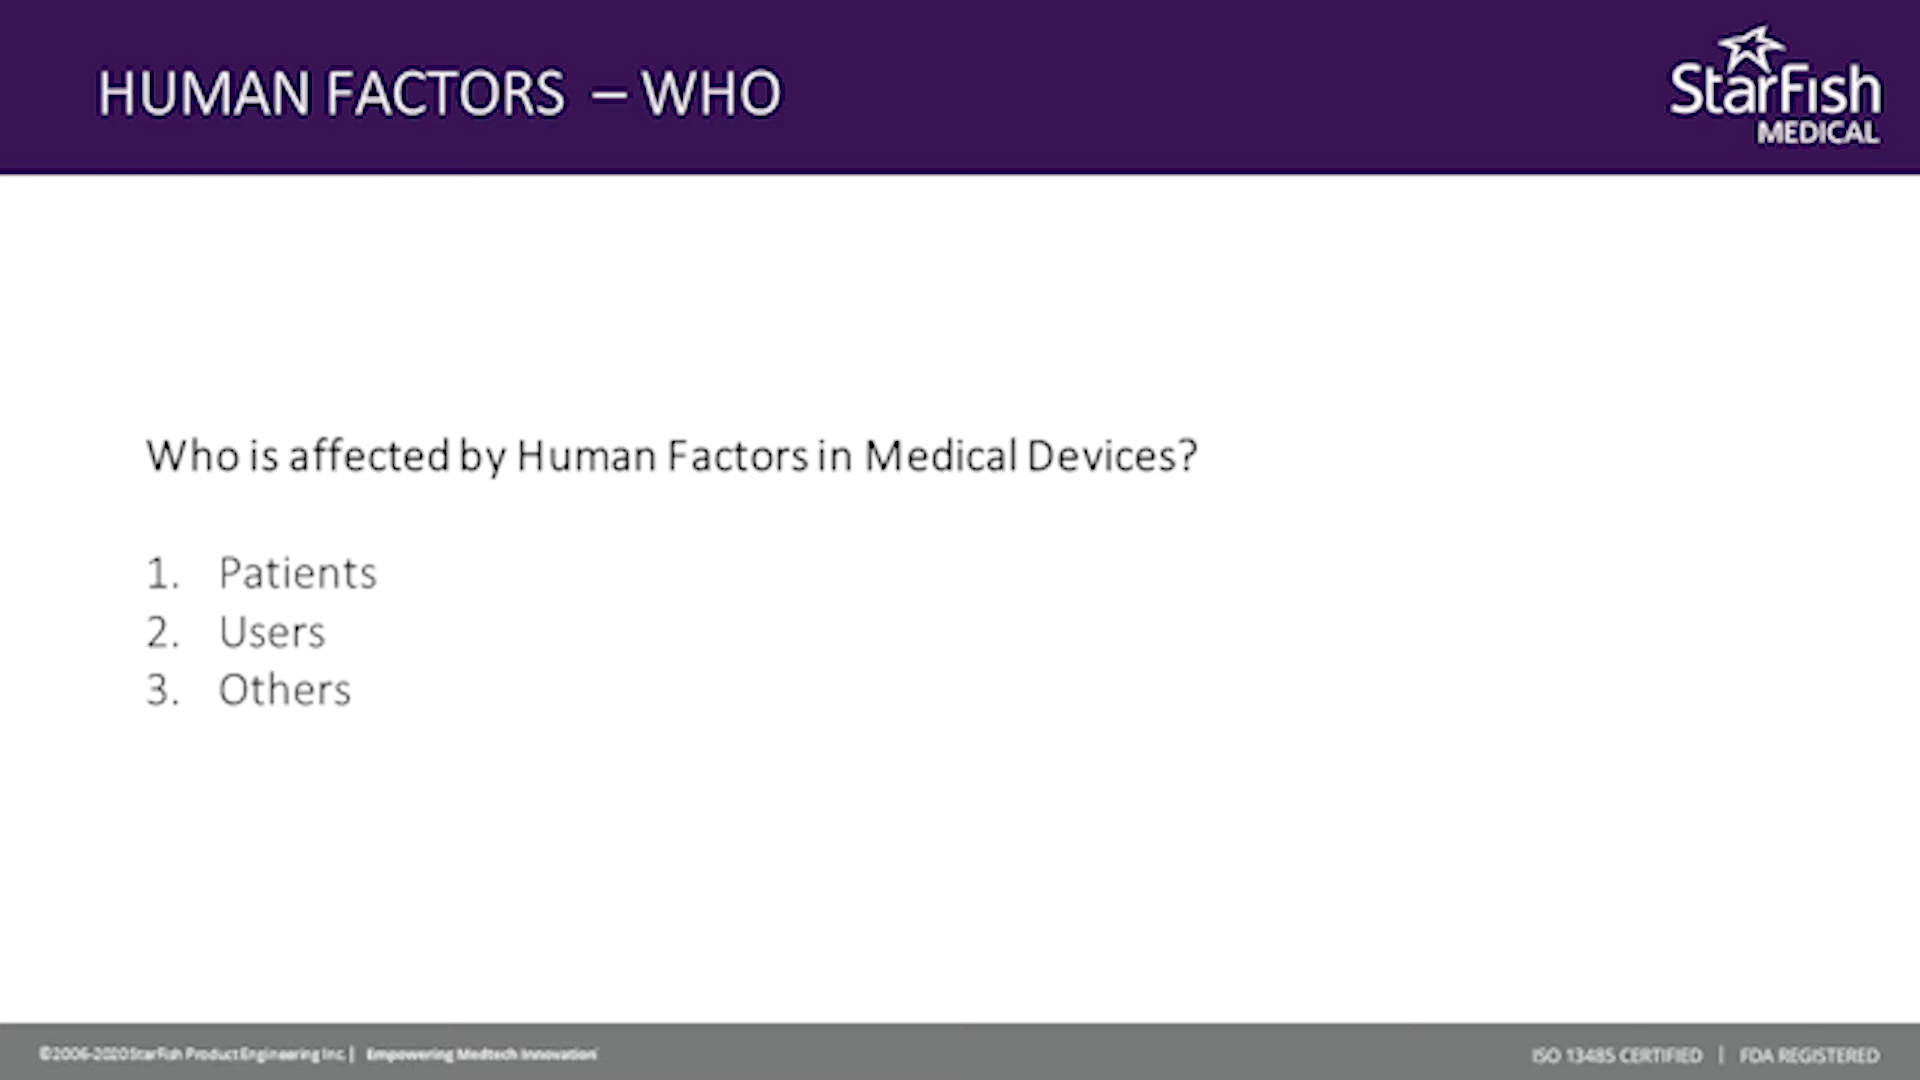 HUMAN FACTORS – WHO
StarFish
MEDICAL
Who is affected by Human Factors in Medical Devices?
1. Patients
2. Users
3. Others
©2006-2020 StarFish Product Engineering Inc. | Empowering Medtech Innovation
ISO 13485 CERTIFIED | FDA REGISTERED